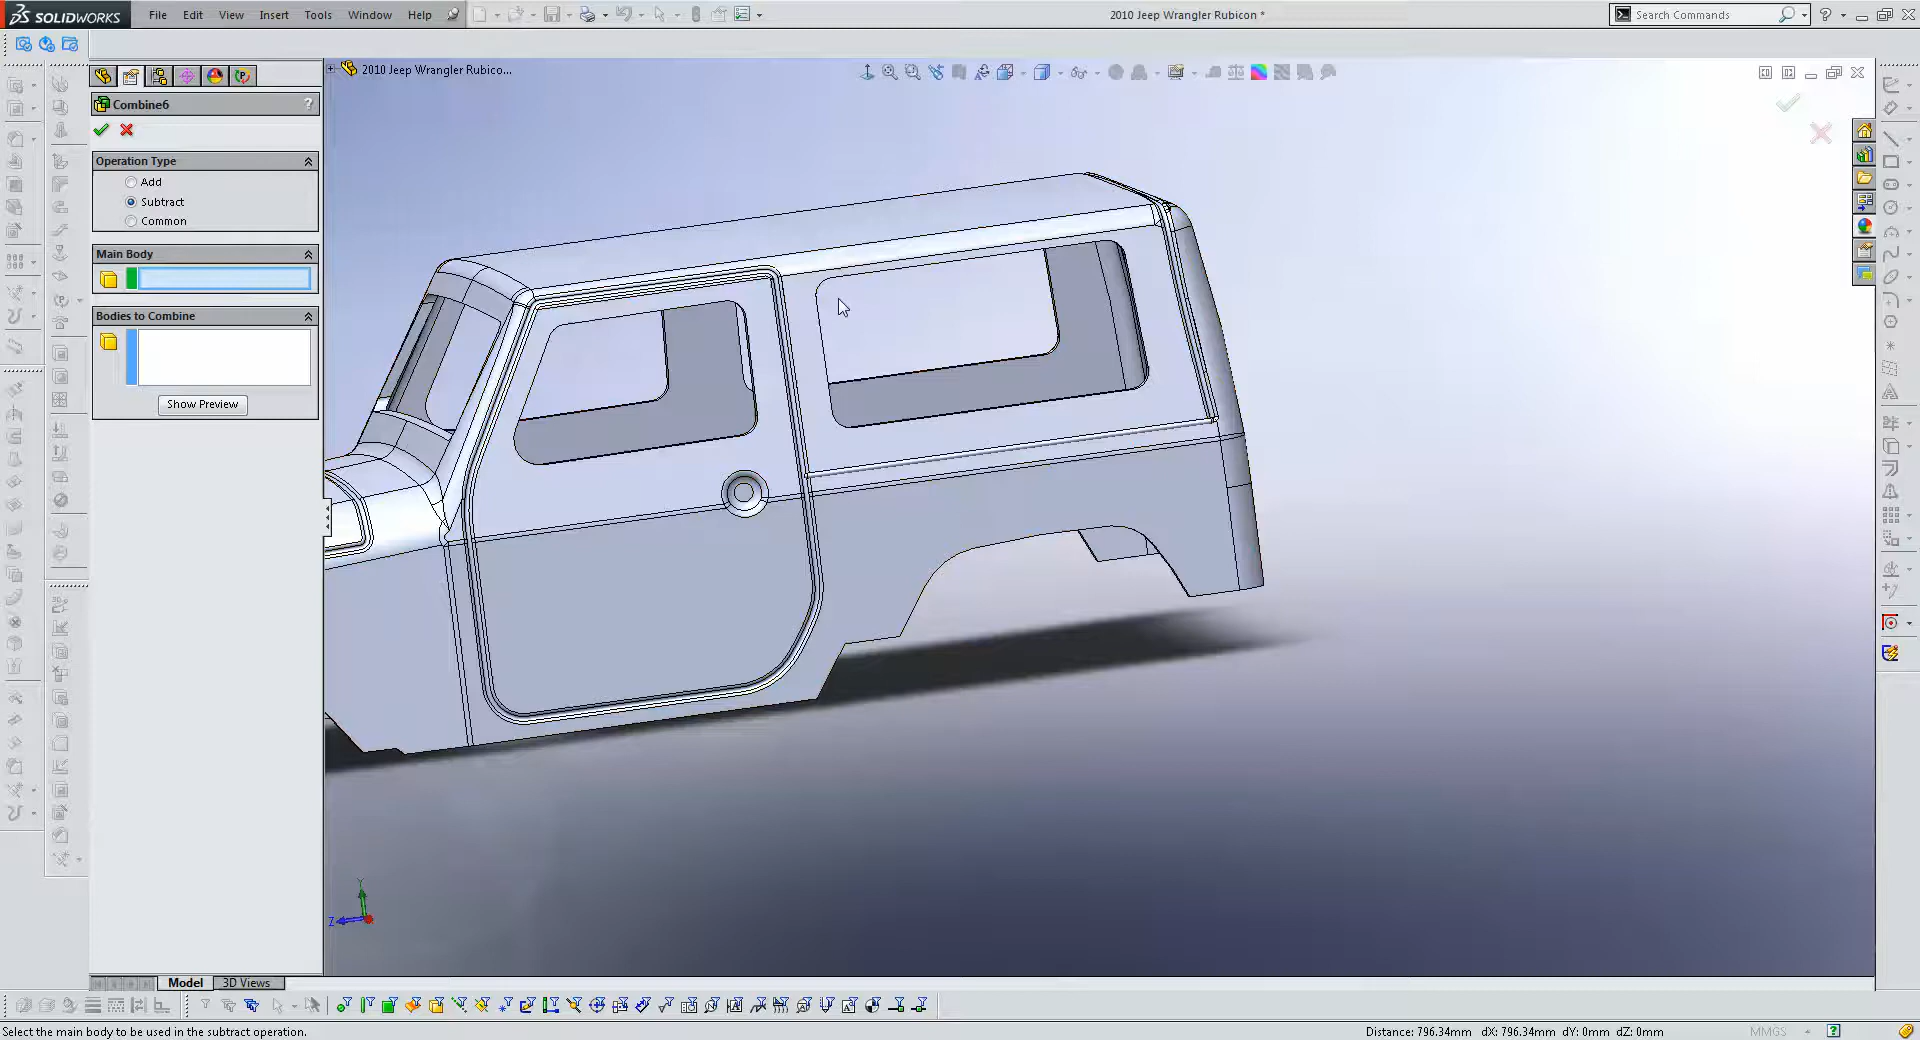 SOLIDWORKS File Edit View Insert Tools Window Help 2010 Jeep Wrangler Rubicon * Search Commands
2010 Jeep Wrangler Rubico...
Combine6 ?
Operation Type
Add
Subtract
Common
Main Body
Bodies to Combine
Show Preview
Y
Z
Model 3D Views
Select the main body to be used in the subtract operation. Distance: 796.34mm dX: 796.34mm dY: 0mm dZ: 0mm MMGS